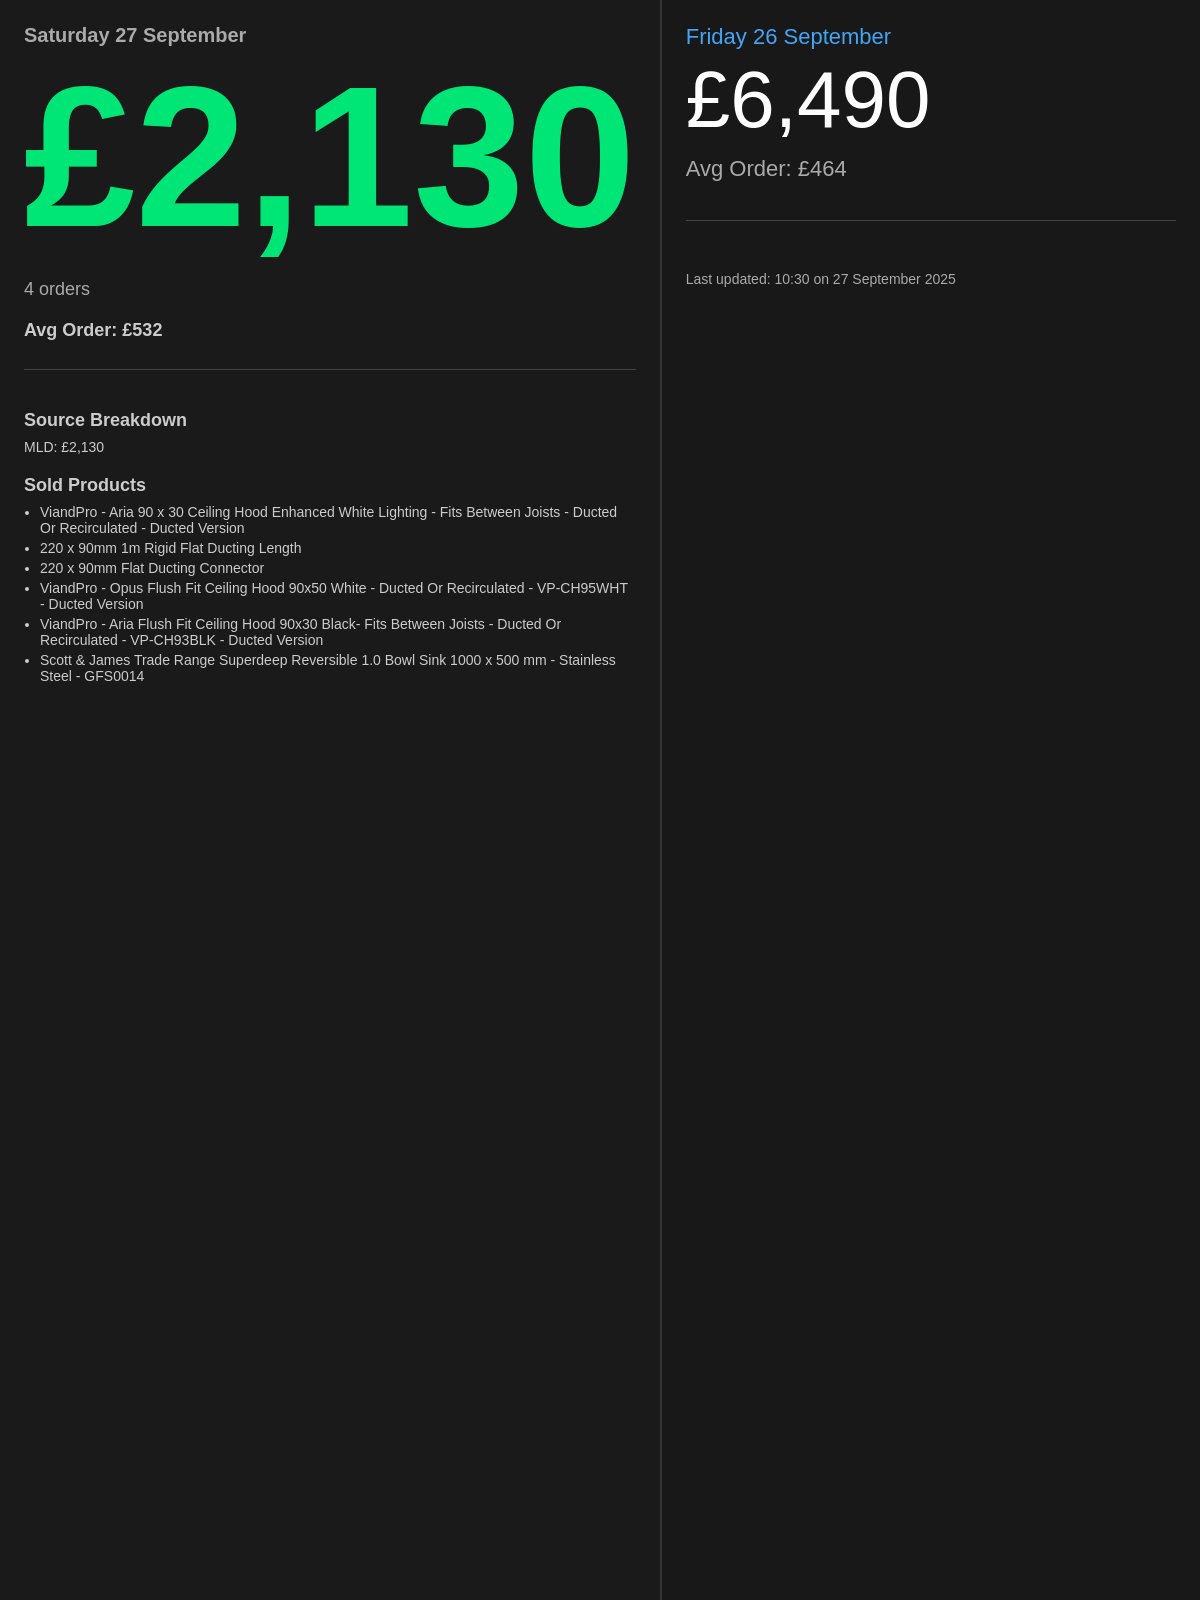 Saturday 27 September
£2,130
4 orders
Avg Order: £532
Source Breakdown
MLD: £2,130
Sold Products
• ViandPro - Aria 90 x 30 Ceiling Hood Enhanced White Lighting - Fits Between Joists - Ducted
Or Recirculated - Ducted Version
• 220 x 90mm 1m Rigid Flat Ducting Length
• 220 x 90mm Flat Ducting Connector
• ViandPro - Opus Flush Fit Ceiling Hood 90x50 White - Ducted Or Recirculated - VP-CH95WHT
- Ducted Version
• ViandPro - Aria Flush Fit Ceiling Hood 90x30 Black- Fits Between Joists - Ducted Or
Recirculated - VP-CH93BLK - Ducted Version
• Scott & James Trade Range Superdeep Reversible 1.0 Bowl Sink 1000 x 500 mm - Stainless
Steel - GFS0014
Friday 26 September
£6,490
Avg Order: £464
Last updated: 10:30 on 27 September 2025